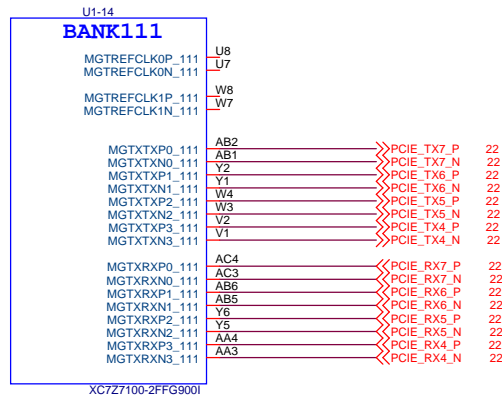 U1-14
BANK111
MGTREFCLK0P_111 U8
MGTREFCLK0N_111 U7
MGTREFCLK1P_111 W8
MGTREFCLK1N_111 W7
MGTXTXP0_111 AB2 PCIE_TX7_P 22
MGTXTXN0_111 AB1 PCIE_TX7_N 22
MGTXTXP1_111 Y2 PCIE_TX6_P 22
MGTXTXN1_111 Y1 PCIE_TX6_N 22
MGTXTXP2_111 W4 PCIE_TX5_P 22
MGTXTXN2_111 W3 PCIE_TX5_N 22
MGTXTXP3_111 V2 PCIE_TX4_P 22
MGTXTXN3_111 V1 PCIE_TX4_N 22
MGTXRXP0_111 AC4 PCIE_RX7_P 22
MGTXRXN0_111 AC3 PCIE_RX7_N 22
MGTXRXP1_111 AB6 PCIE_RX6_P 22
MGTXRXN1_111 AB5 PCIE_RX6_N 22
MGTXRXP2_111 Y6 PCIE_RX5_P 22
MGTXRXN2_111 Y5 PCIE_RX5_N 22
MGTXRXP3_111 AA4 PCIE_RX4_P 22
MGTXRXN3_111 AA3 PCIE_RX4_N 22
XC7Z7100-2FFG900I